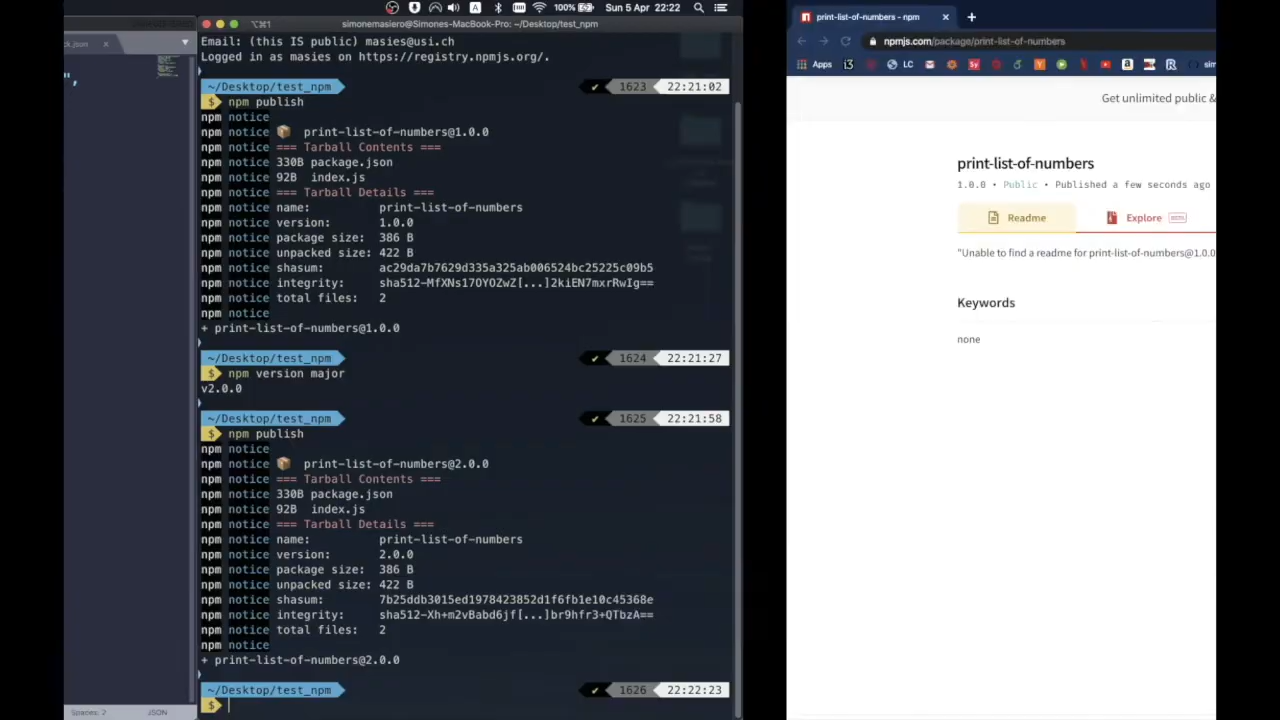 ⌥⌘1
simonemasiero@Simones-MacBook-Pro: ~/Desktop/test_npm
100%
Sun 5 Apr 22:22
ck.json
",
Email: (this IS public) masies@usi.ch
Logged in as masies on https://registry.npmjs.org/.
~/Desktop/test_npm ✔ 1623 22:21:02
$ npm publish
npm notice
npm notice 📦 print-list-of-numbers@1.0.0
npm notice === Tarball Contents ===
npm notice 330B package.json
npm notice 92B index.js
npm notice === Tarball Details ===
npm notice name: print-list-of-numbers
npm notice version: 1.0.0
npm notice package size: 386 B
npm notice unpacked size: 422 B
npm notice shasum: ac29da7b7629d335a325ab006524bc25225c09b5
npm notice integrity: sha512-MfXNs17OYOZwZ[...]2kiEN7mxrRwIg==
npm notice total files: 2
npm notice
+ print-list-of-numbers@1.0.0
~/Desktop/test_npm ✔ 1624 22:21:27
$ npm version major
v2.0.0
~/Desktop/test_npm ✔ 1625 22:21:58
$ npm publish
npm notice
npm notice 📦 print-list-of-numbers@2.0.0
npm notice === Tarball Contents ===
npm notice 330B package.json
npm notice 92B index.js
npm notice === Tarball Details ===
npm notice name: print-list-of-numbers
npm notice version: 2.0.0
npm notice package size: 386 B
npm notice unpacked size: 422 B
npm notice shasum: 7b25ddb3015ed1978423852d1f6fb1e10c45368e
npm notice integrity: sha512-Xh+m2vBabd6jf[...]br9hfr3+QTbzA==
npm notice total files: 2
npm notice
+ print-list-of-numbers@2.0.0
~/Desktop/test_npm ✔ 1626 22:22:23
$
Spaces: 2 JSON
print-list-of-numbers - npm
npmjs.com/package/print-list-of-numbers
Apps LC
Get unlimited public &
print-list-of-numbers
1.0.0 • Public • Published a few seconds ago
Readme
Explore BETA
"Unable to find a readme for print-list-of-numbers@1.0.0
Keywords
none